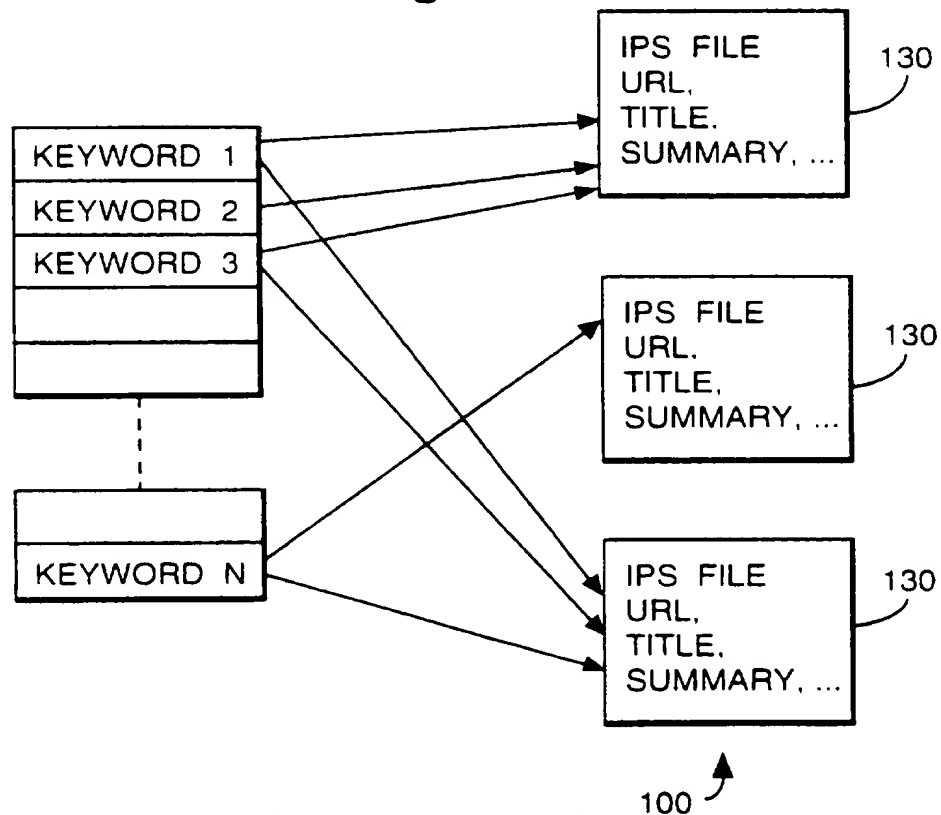 IPS FILE
URL,
TITLE.
SUMMARY, ...
130
KEYWORD 1
KEYWORD 2
KEYWORD 3
IPS FILE
URL.
TITLE,
SUMMARY, ...
130
KEYWORD N
IPS FILE
URL,
TITLE.
SUMMARY, ...
130
100